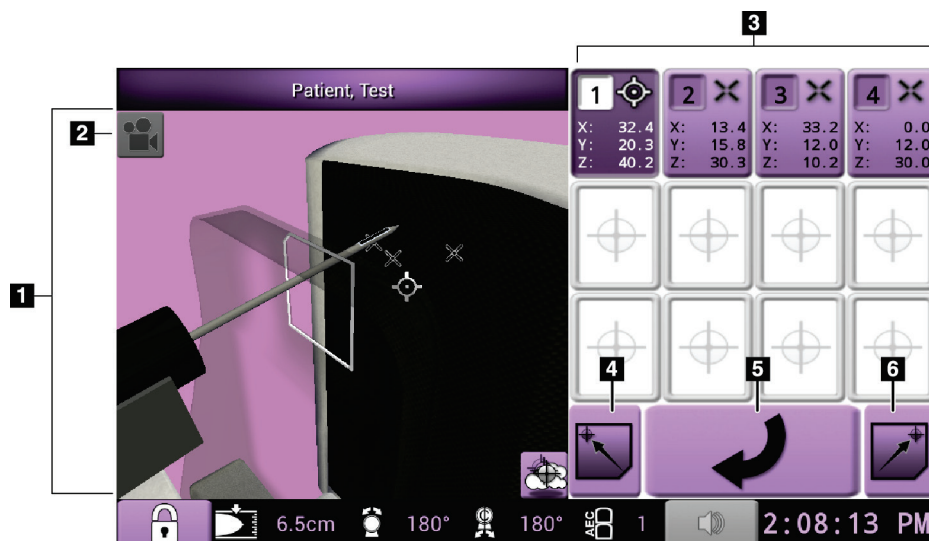 3
Patient, Test
1
2
1
X: 32.4
Y: 20.3
Z: 40.2
2
X: 13.4
Y: 15.8
Z: 30.3
3
X: 33.2
Y: 12.0
Z: 10.2
4
X: 0.0
Y: 12.0
Z: 30.0
4
5
6
6.5cm
180°
C
180°
AEC
1
2:08:13 PM